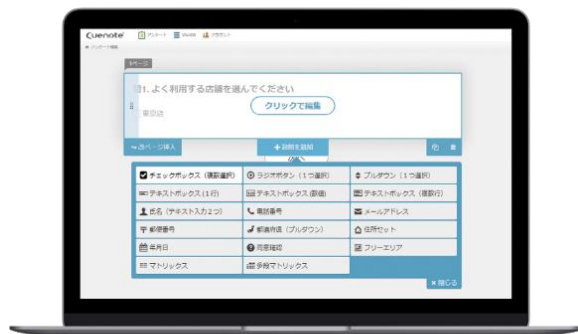 Cuenote アンケート
アンケート編集
1ページ
問1. よく利用する店舗を選んでください
クリックで編集
東京店
改ページ挿入 + 設問を追加
チェックボックス（複数選択） ラジオボタン（1つ選択） プルダウン（1つ選択）
テキストボックス（1行） テキストボックス（数値） テキストボックス（複数行）
氏名（テキスト入力2つ） 電話番号 メールアドレス
〒 郵便番号 都道府県（プルダウン） 住所セット
年月日 同意確認 フリーエリア
マトリックス 多段マトリックス
×閉じる